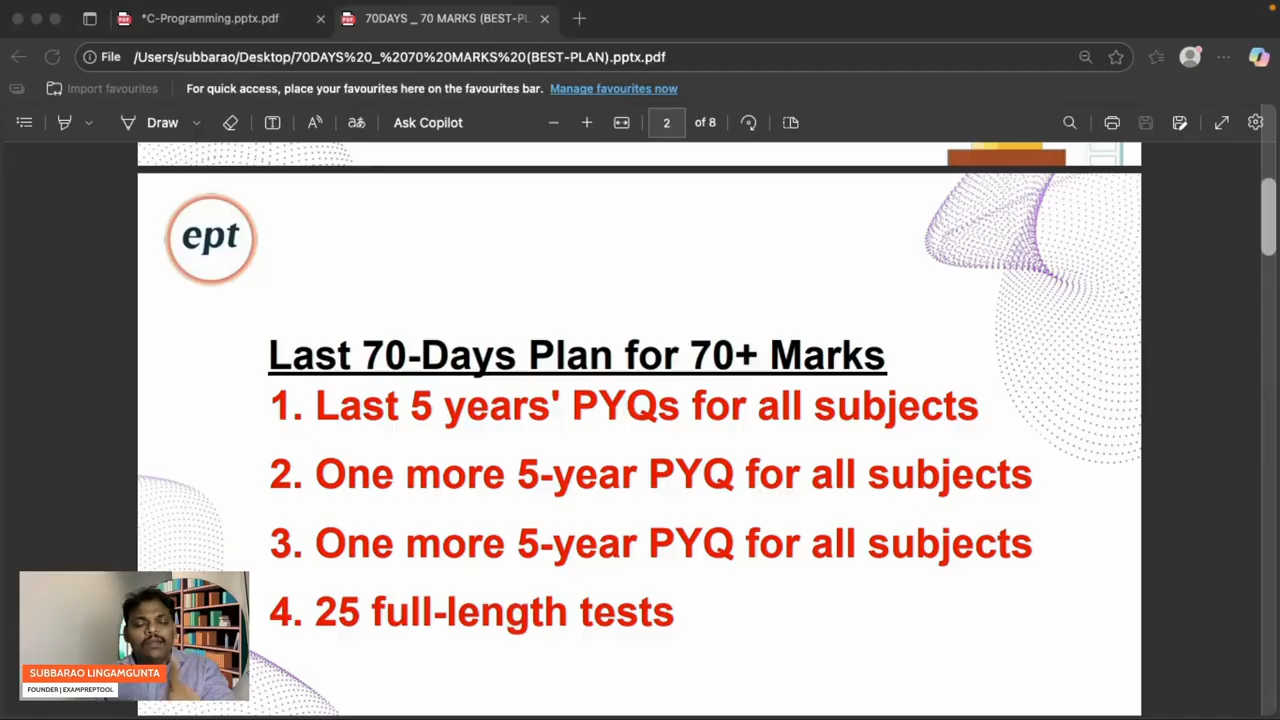 *C-Programming.pptx.pdf
70DAYS _ 70 MARKS (BEST-PL
File
/Users/subbarao/Desktop/70DAYS%20_%2070%20MARKS%20(BEST-PLAN).pptx.pdf
Import favourites
For quick access, place your favourites here on the favourites bar. Manage favourites now
Draw
Ask Copilot
2 of 8
ept
Last 70-Days Plan for 70+ Marks
1. Last 5 years' PYQs for all subjects
2. One more 5-year PYQ for all subjects
3. One more 5-year PYQ for all subjects
4. 25 full-length tests
SUBBARAO LINGAMGUNTA
FOUNDER | EXAMPREPTOOL